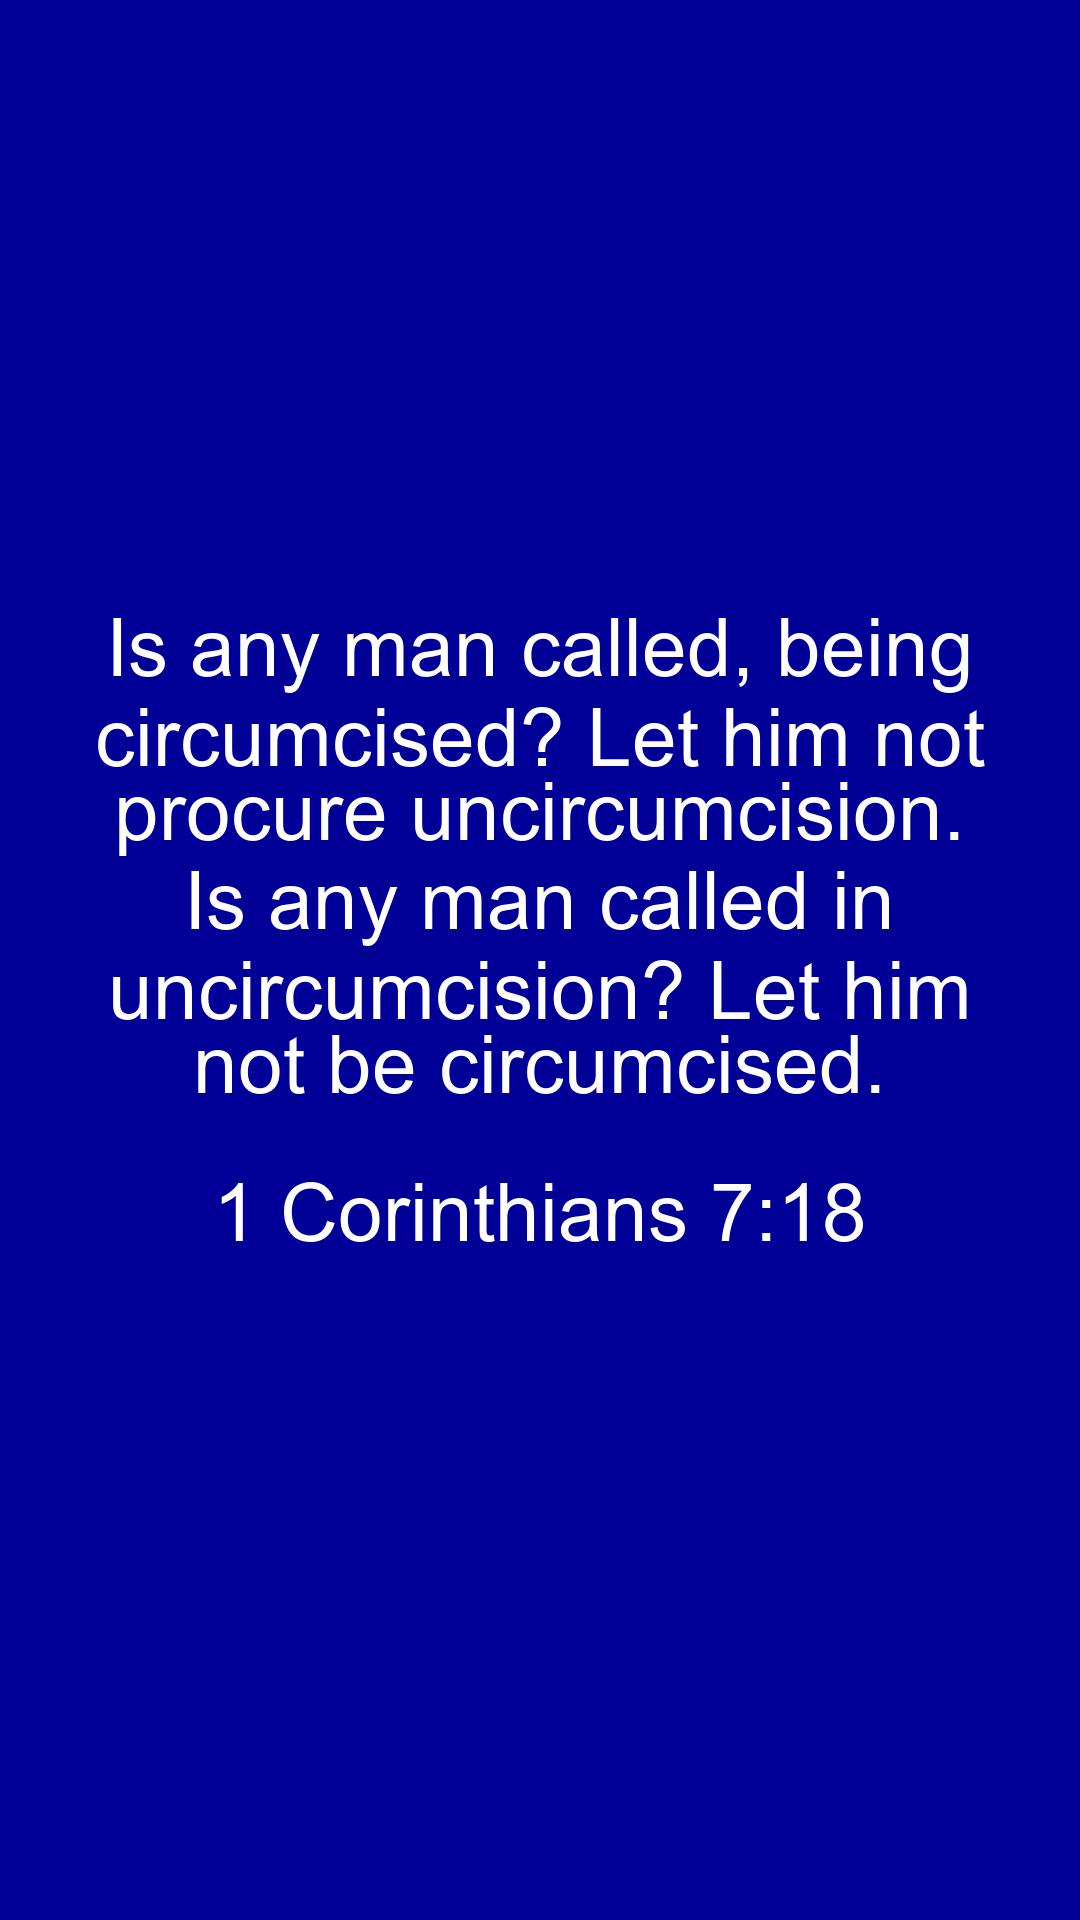 Is any man called, being
circumcised? Let him not
procure uncircumcision.
Is any man called in
uncircumcision? Let him
not be circumcised.
1 Corinthians 7:18